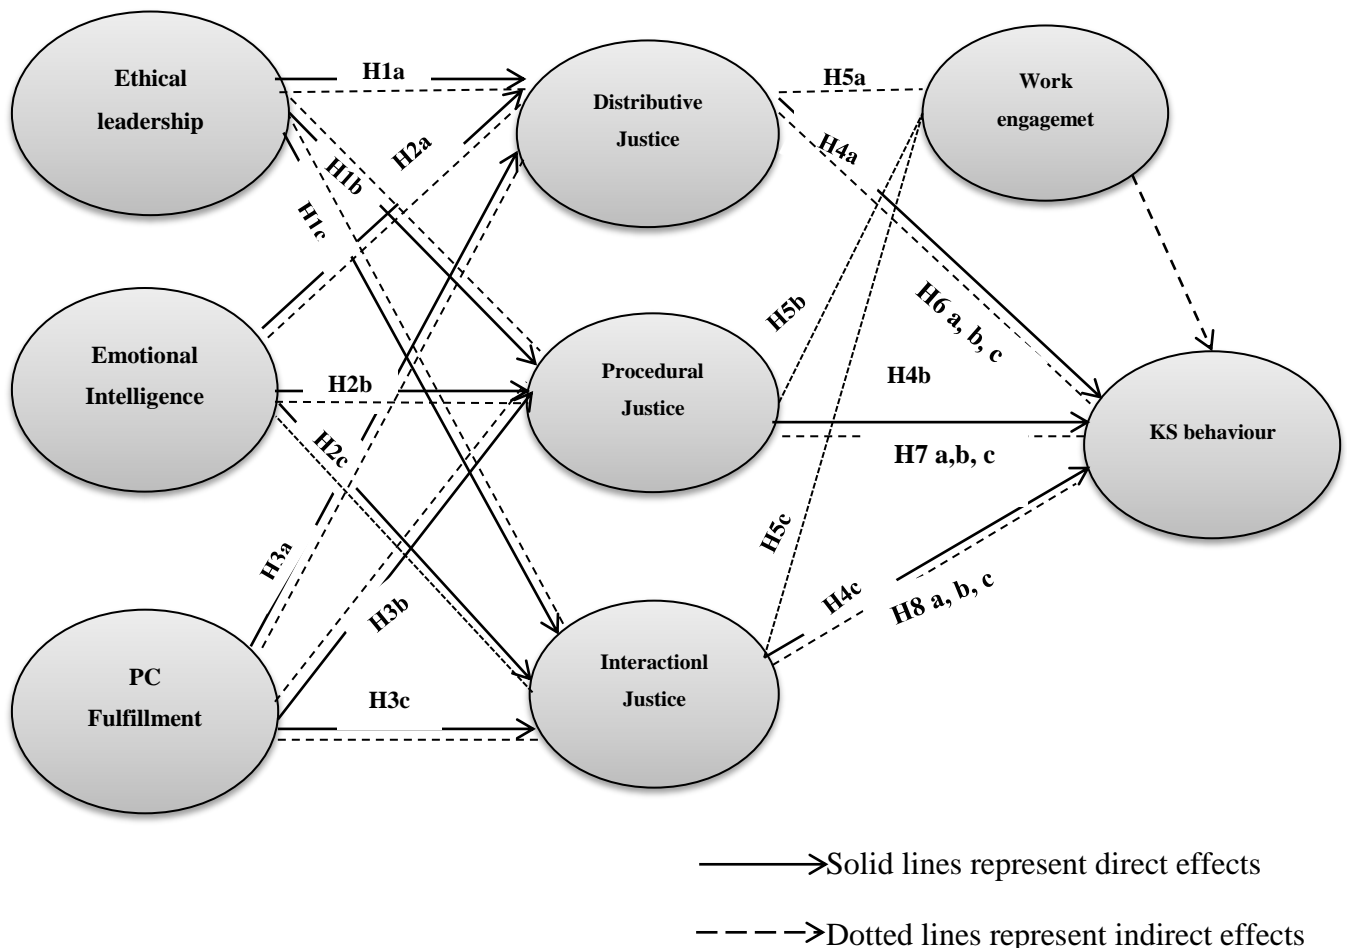 Ethical
leadership
H1a
Distributive
Justice
H5a
Work
engagemet
H2a
H1b
H1c
H4a
Emotional
Intelligence
H2b
Procedural
Justice
H5b
H6 a, b, c
H4b
KS behaviour
H7 a,b, c
H2c
H5c
H3a
H3b
PC
Fulfillment
H3c
Interactionl
Justice
H4c
H8 a, b, c
Solid lines represent direct effects
Dotted lines represent indirect effects